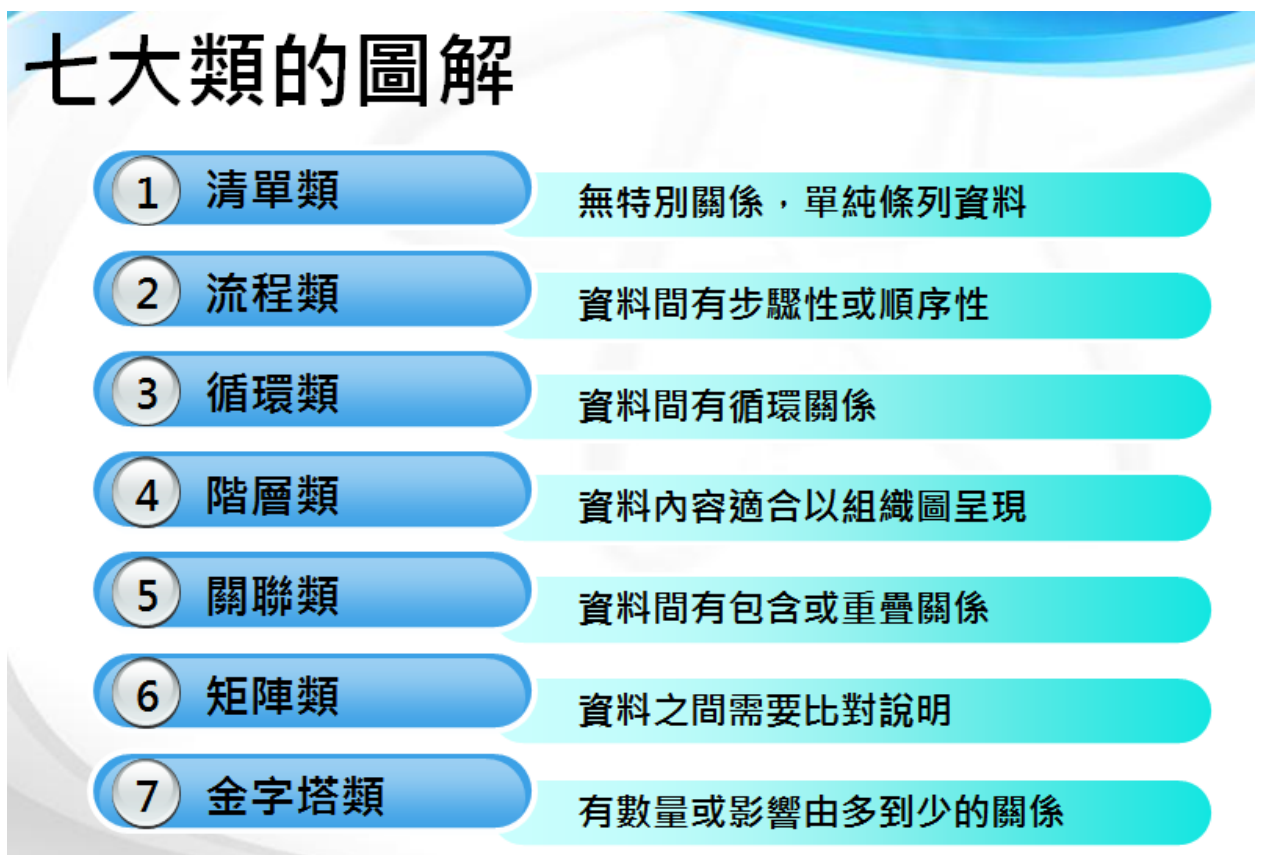 七大類的圖解
1 清單類
無特別關係，單純條列資料
2 流程類
資料間有步驟性或順序性
3 循環類
資料間有循環關係
4 階層類
資料內容適合以組織圖呈現
5 關聯類
資料間有包含或重疊關係
6 矩陣類
資料之間需要比對說明
7 金字塔類
有數量或影響由多到少的關係